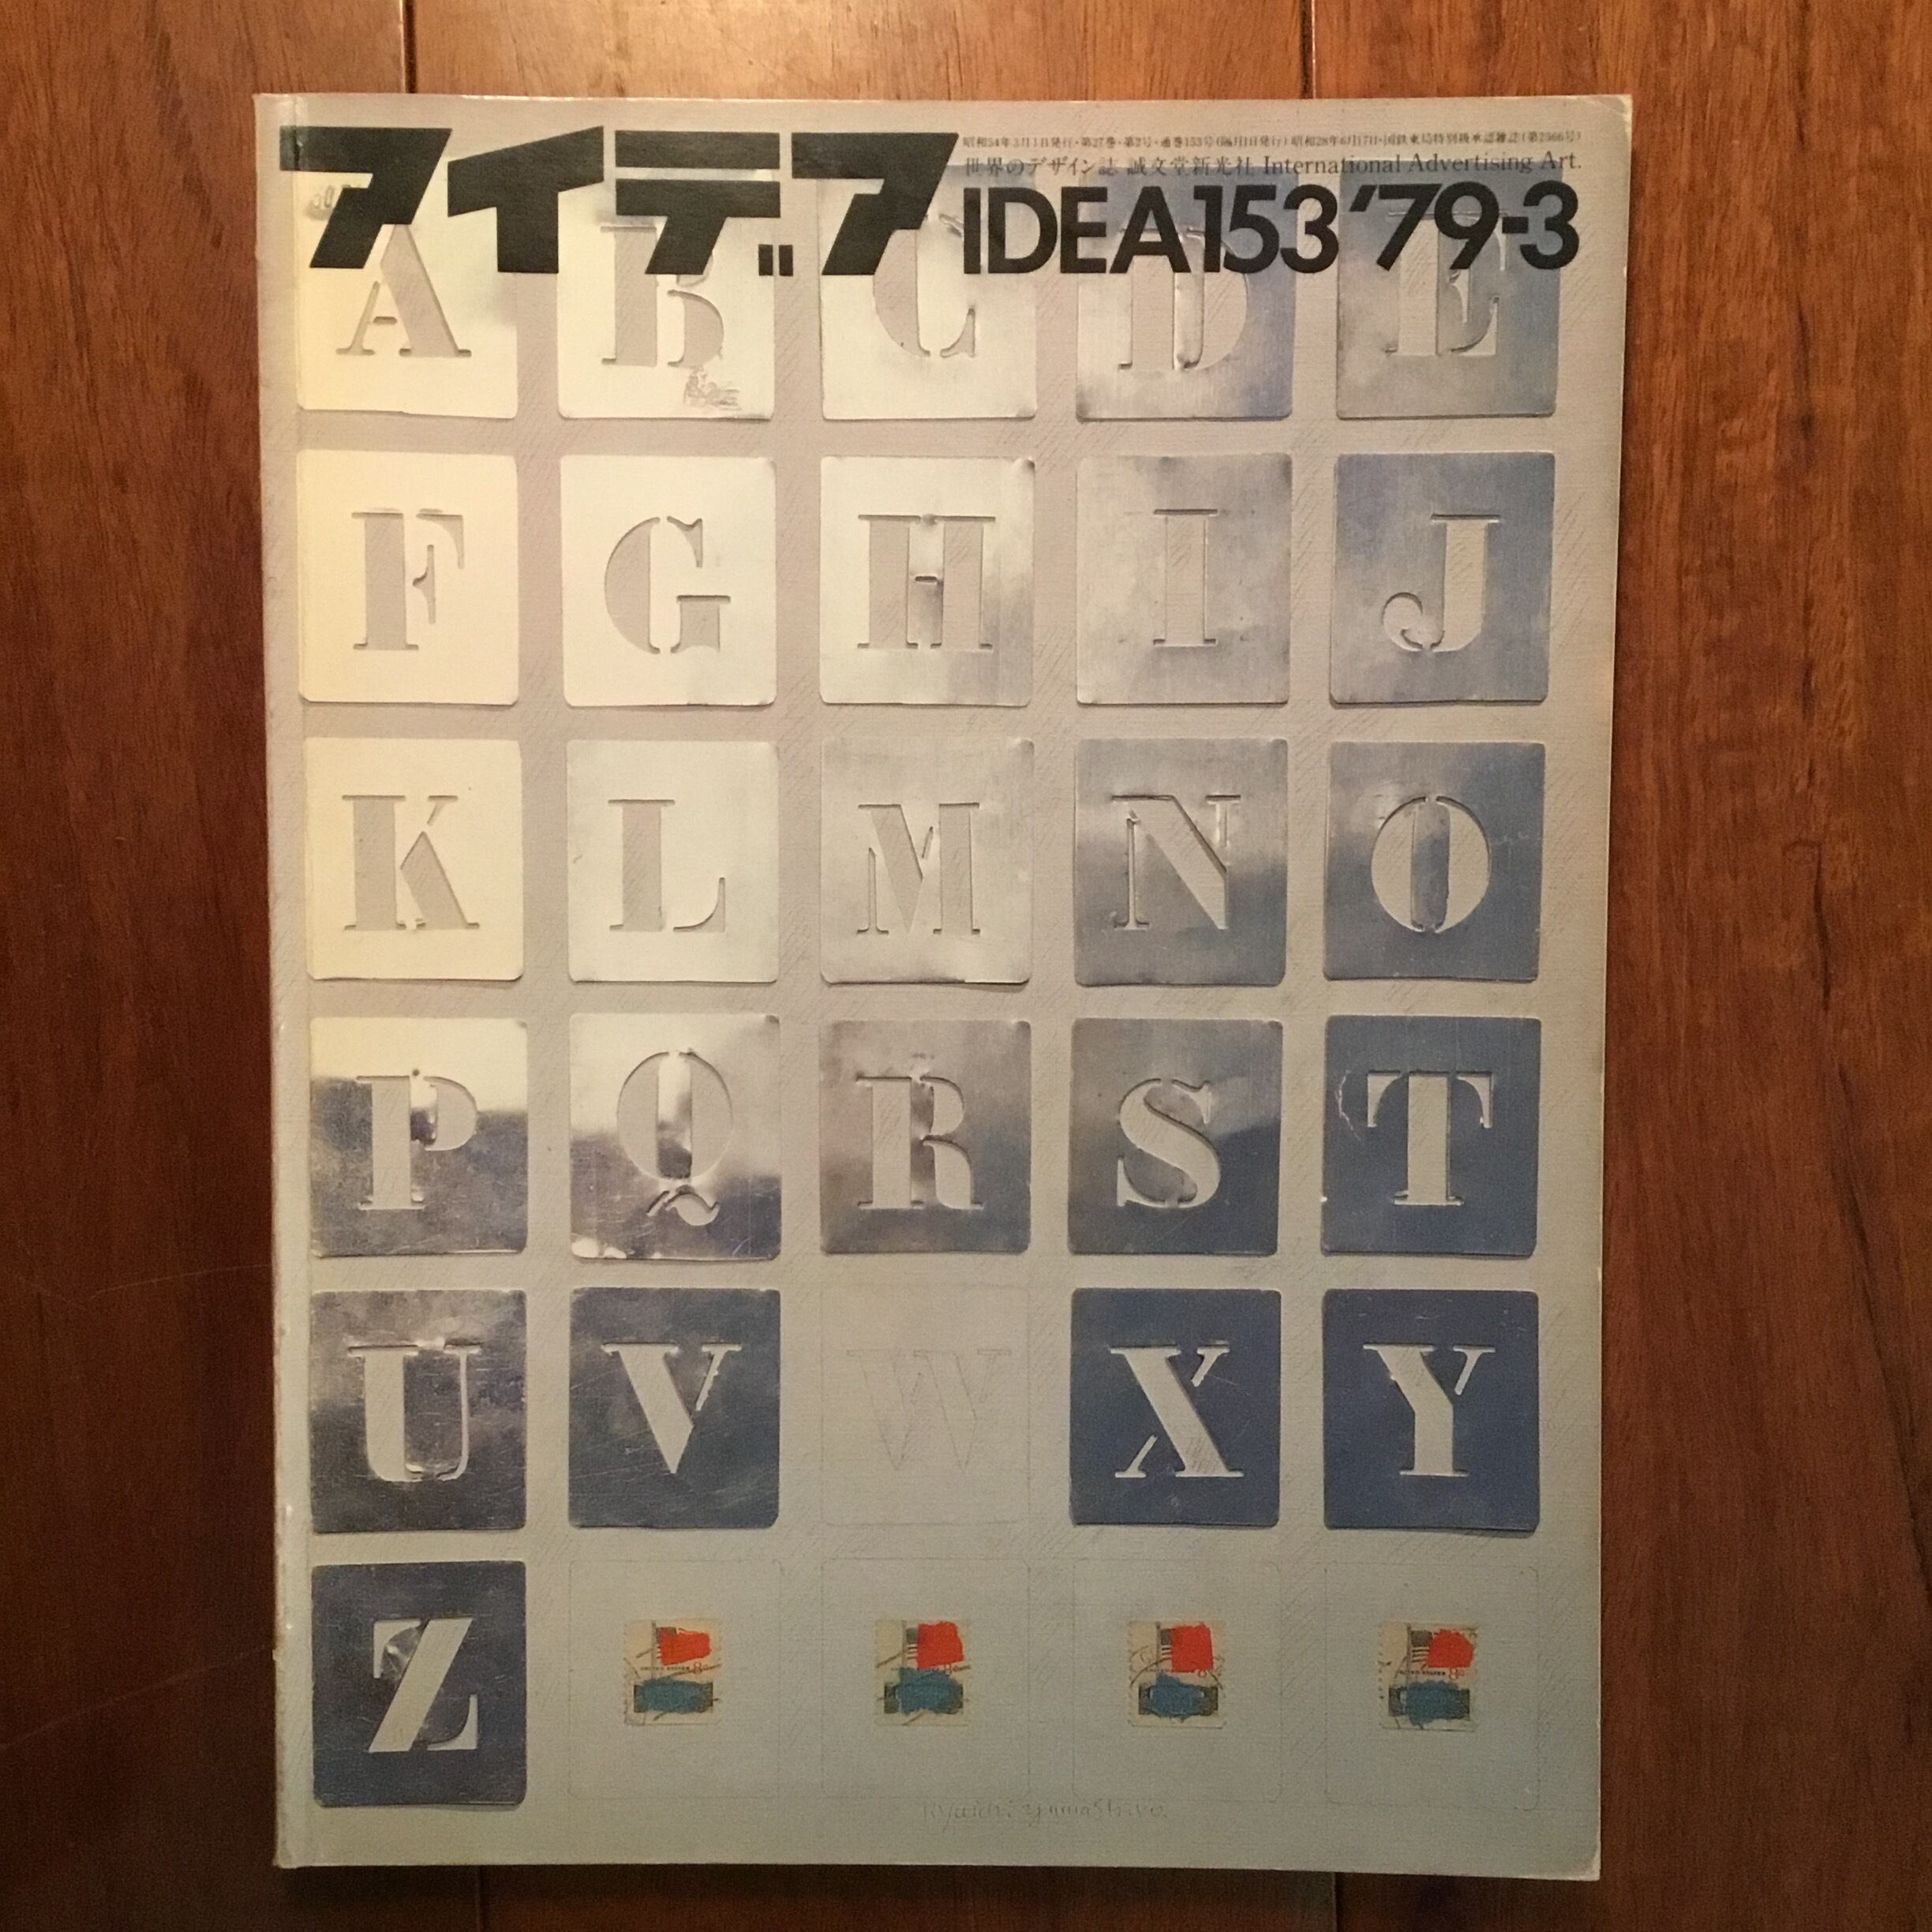 昭和54年3月1日発行・第27巻・第2号・通巻153号(隔月1日発行) 昭和28年6月17日・国鉄東局特別級承認雑誌(第2566号)
世界のデザイン誌 誠文堂新光社 International Advertising Art.
アイデア IDEA153 '79-3
A B C D E
F G H I J
K L M N O
P Q R S T
U V W X Y
Z